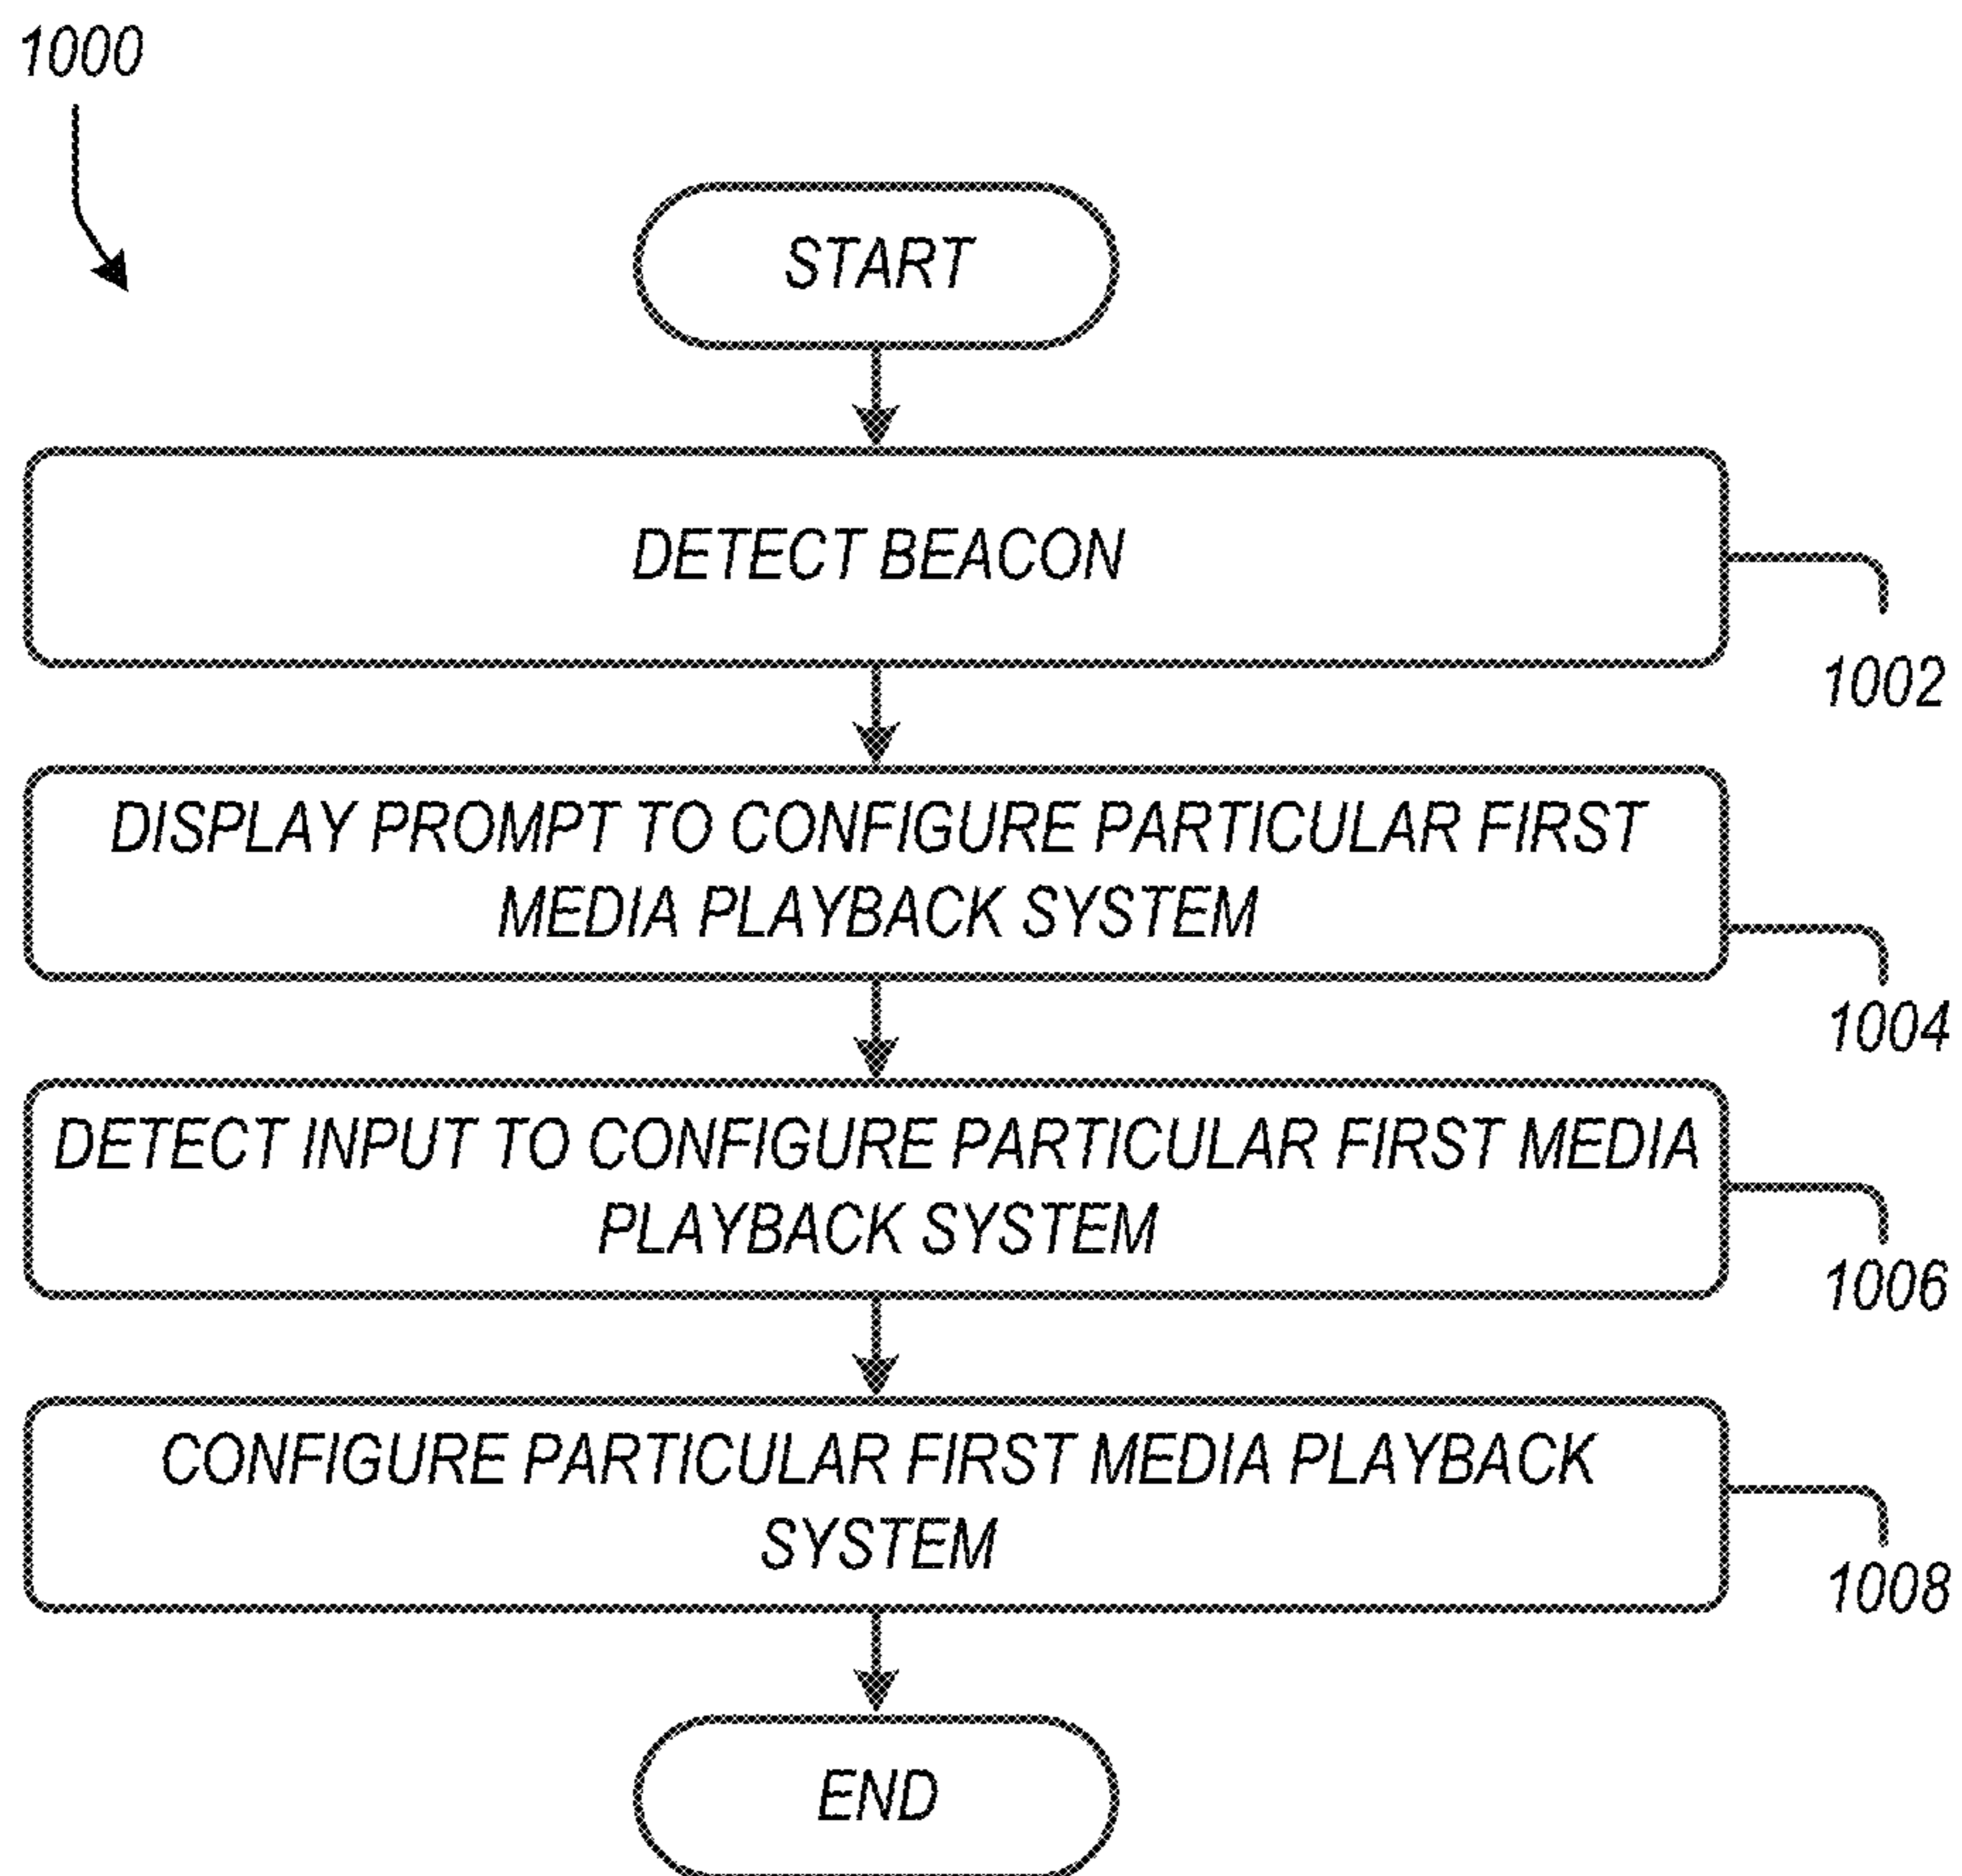 1000
START
DETECT BEACON
1002
DISPLAY PROMPT TO CONFIGURE PARTICULAR FIRST
MEDIA PLAYBACK SYSTEM
1004
DETECT INPUT TO CONFIGURE PARTICULAR FIRST MEDIA
PLAYBACK SYSTEM
1006
CONFIGURE PARTICULAR FIRST MEDIA PLAYBACK
SYSTEM
1008
END